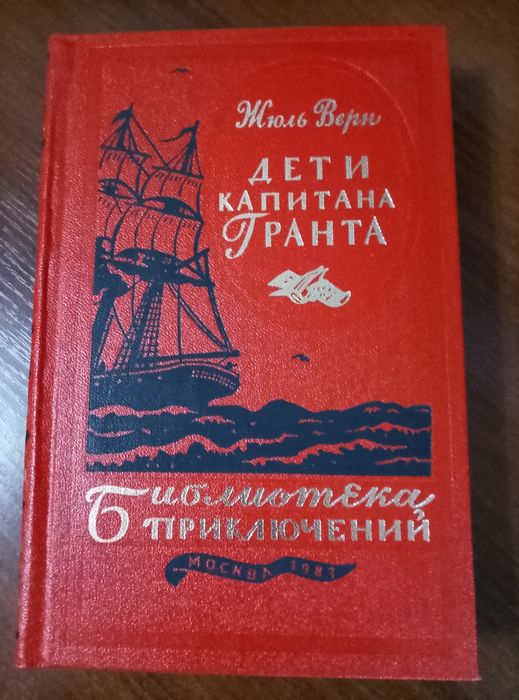 Жюль Верн
ДЕТИ
КАПИТАНА
ГРАНТА
Библиотека
ПРИКЛЮЧЕНИЙ
МОСКВА 1983